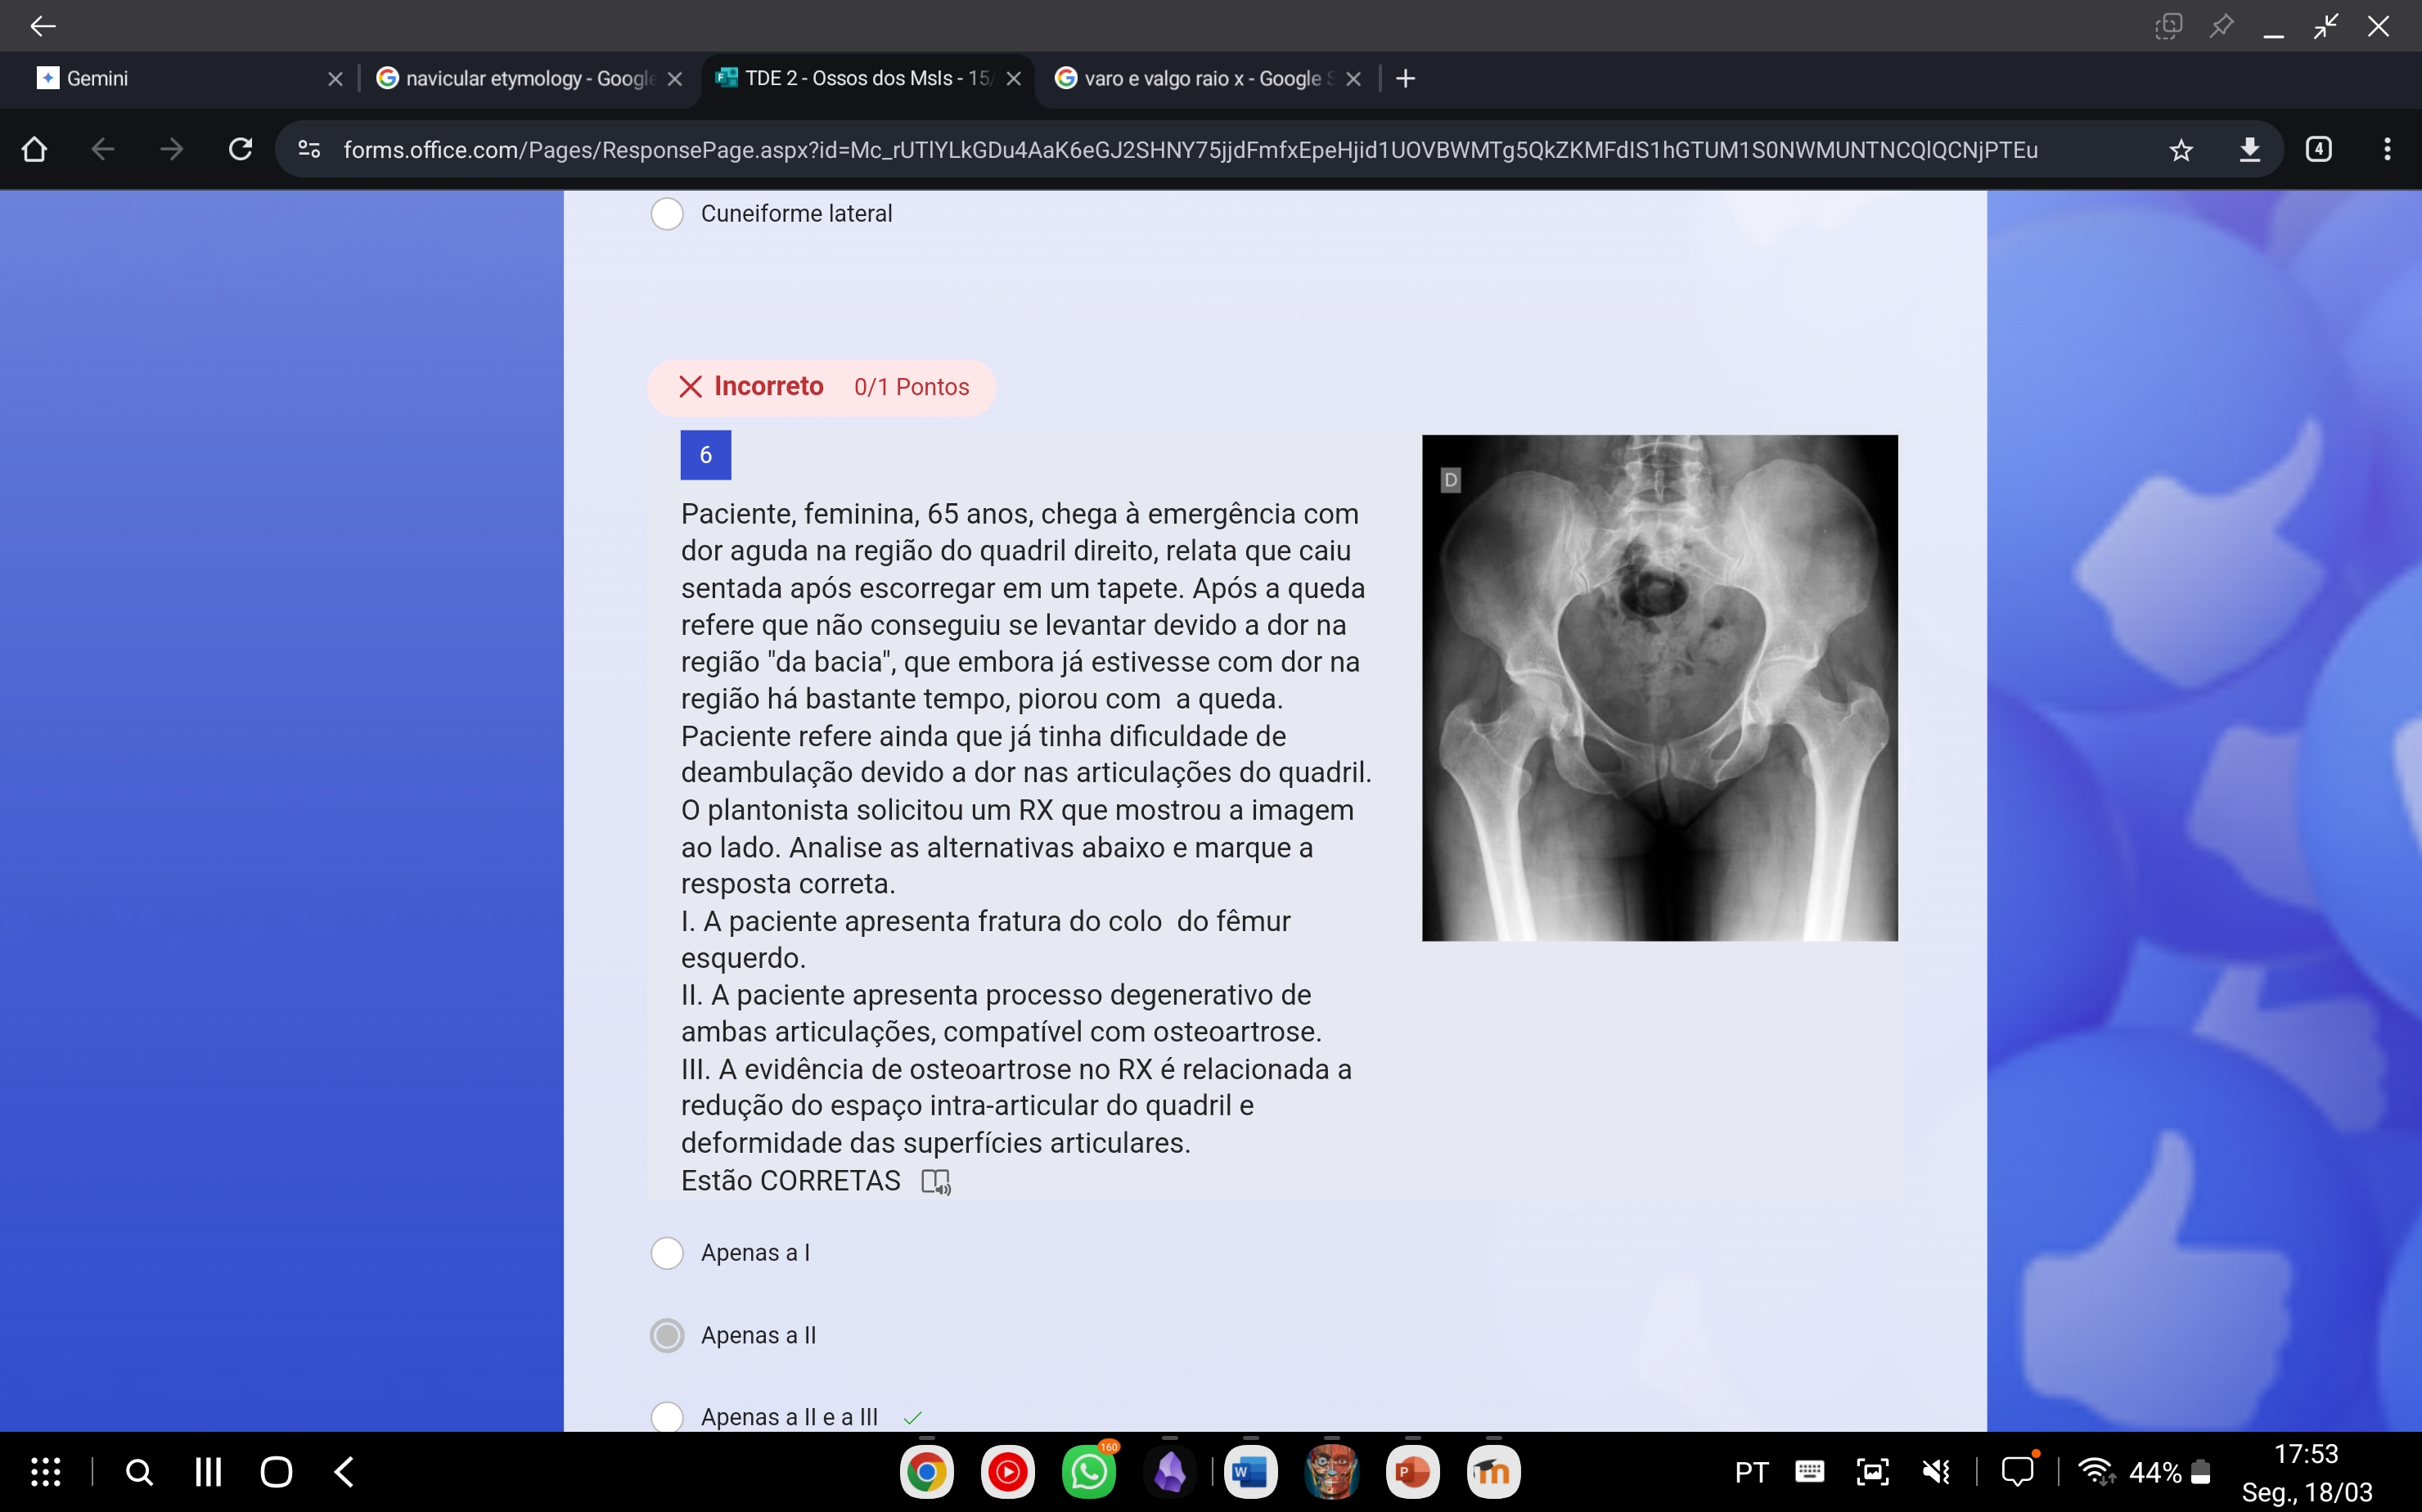 Gemini
navicular etymology - Google
TDE 2 - Ossos dos MsIs - 15/
varo e valgo raio x - Google S
forms.office.com/Pages/ResponsePage.aspx?id=Mc_rUTlYLkGDu4AaK6eGJ2SHNY75jjdFmfxEpeHjid1UOVBWMTg5QkZKMFdIS1hGTUM1S0NWMUNTNCQlQCNjPTEu
4
Cuneiforme lateral
Incorreto 0/1 Pontos
6
D
Paciente, feminina, 65 anos, chega à emergência com
dor aguda na região do quadril direito, relata que caiu
sentada após escorregar em um tapete. Após a queda
refere que não conseguiu se levantar devido a dor na
região "da bacia", que embora já estivesse com dor na
região há bastante tempo, piorou com  a queda.
Paciente refere ainda que já tinha dificuldade de
deambulação devido a dor nas articulações do quadril.
O plantonista solicitou um RX que mostrou a imagem
ao lado. Analise as alternativas abaixo e marque a
resposta correta.
I. A paciente apresenta fratura do colo  do fêmur
esquerdo.
II. A paciente apresenta processo degenerativo de
ambas articulações, compatível com osteoartrose.
III. A evidência de osteoartrose no RX é relacionada a
redução do espaço intra-articular do quadril e
deformidade das superfícies articulares.
Estão CORRETAS
Apenas a I
Apenas a II
Apenas a II e a III
160
W
P
PT
44%
17:53
Seg., 18/03